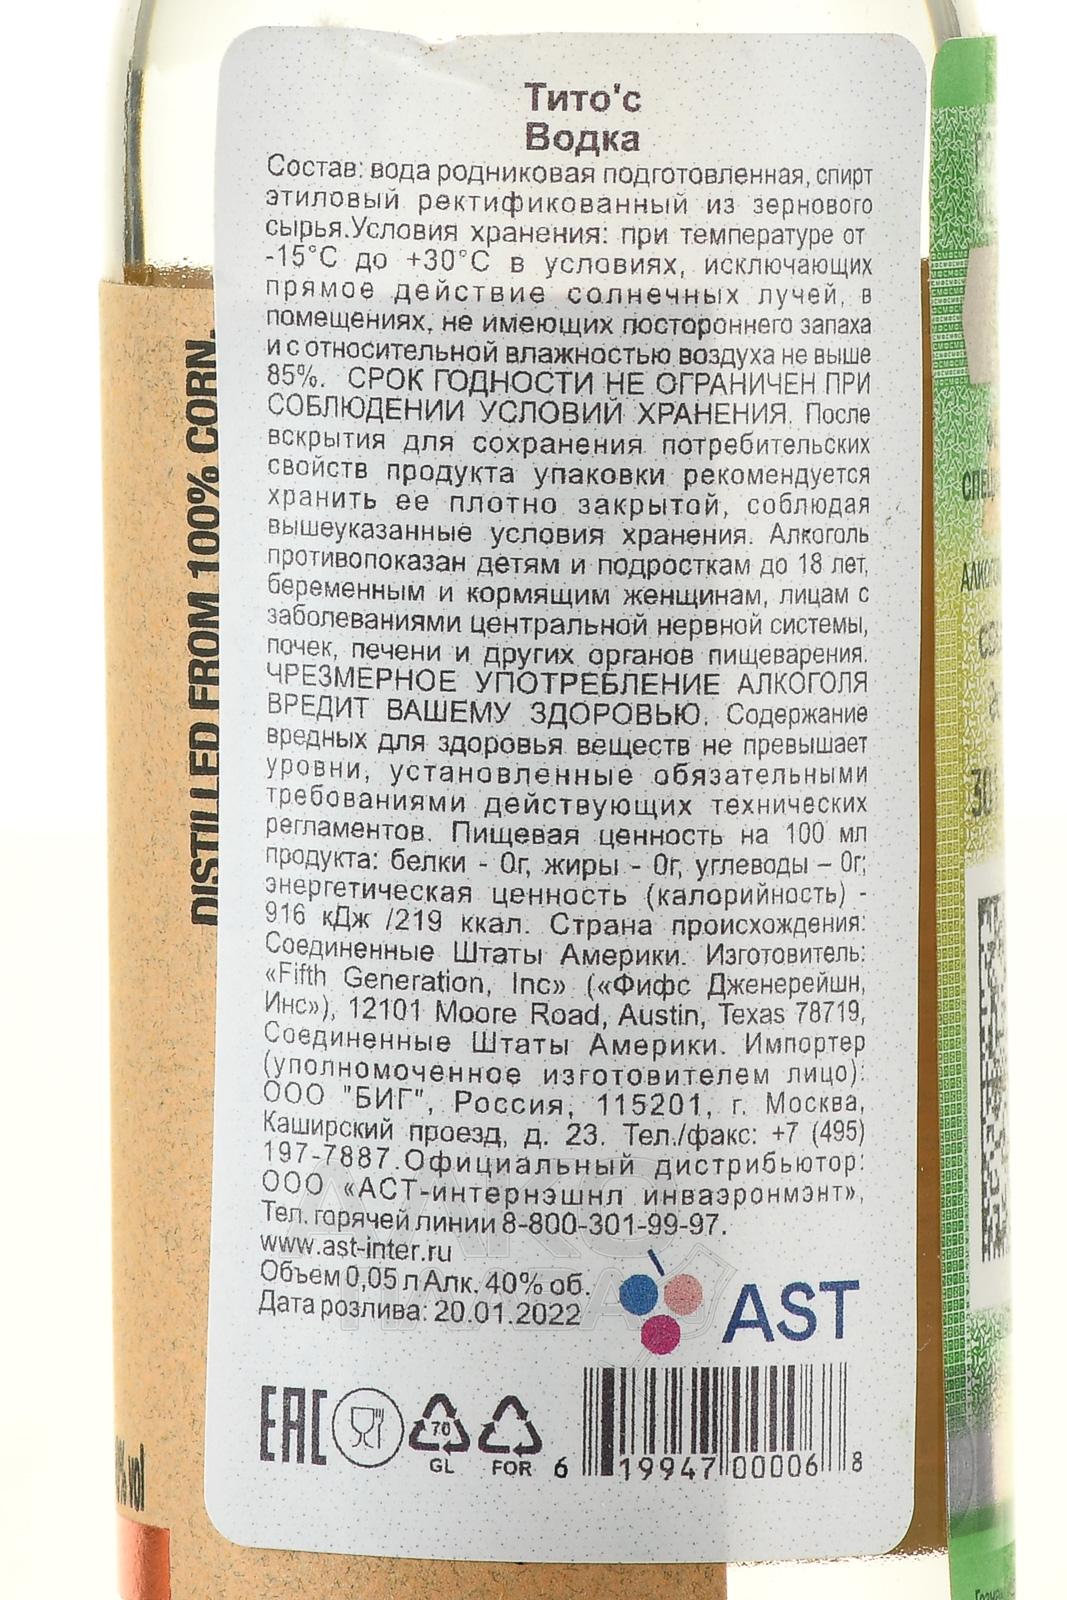 Тито'с
Водка
Состав: вода родниковая подготовленная, спирт
этиловый ректификованный из зернового
сырья.Условия хранения: при температуре от
-15°С до +30°С в условиях, исключающих
прямое действие солнечных лучей, в
помещениях, не имеющих постороннего запаха
и с относительной влажностью воздуха не выше
85%. СРОК ГОДНОСТИ НЕ ОГРАНИЧЕН ПРИ
СОБЛЮДЕНИИ УСЛОВИЙ ХРАНЕНИЯ. После
вскрытия для сохранения потребительских
свойств продукта упаковки рекомендуется
хранить ее плотно закрытой, соблюдая
вышеуказанные условия хранения. Алкоголь
противопоказан детям и подросткам до 18 лет,
беременным и кормящим женщинам, лицам с
заболеваниями центральной нервной системы,
почек, печени и других органов пищеварения.
ЧРЕЗМЕРНОЕ УПОТРЕБЛЕНИЕ АЛКОГОЛЯ
ВРЕДИТ ВАШЕМУ ЗДОРОВЬЮ. Содержание
вредных для здоровья веществ не превышает
уровни, установленные обязательными
требованиями действующих технических
регламентов. Пищевая ценность на 100 мл
продукта: белки - 0г, жиры - 0г, углеводы – 0г;
энергетическая ценность (калорийность) -
916 кДж /219 ккал. Страна происхождения:
Соединенные Штаты Америки. Изготовитель:
«Fifth Generation, Inc» («Фифс Дженерейшн,
Инс»), 12101 Moore Road, Austin, Texas 78719,
Соединенные Штаты Америки. Импортер
(уполномоченное изготовителем лицо):
ООО "БИГ", Россия, 115201, г. Москва,
Каширский проезд, д. 23. Тел./факс: +7 (495)
197-7887.Официальный дистрибьютор:
ООО «АСТ-интернэшнл инваэронмэнт»,
Тел. горячей линии 8-800-301-99-97.
www.ast-inter.ru
Объем 0,05 л Алк. 40% об.
Дата розлива: 20.01.2022
AST
EAC
70
GL
FOR
6 19947 00006 8
DISTILLED FROM 100% CORN.
% vol